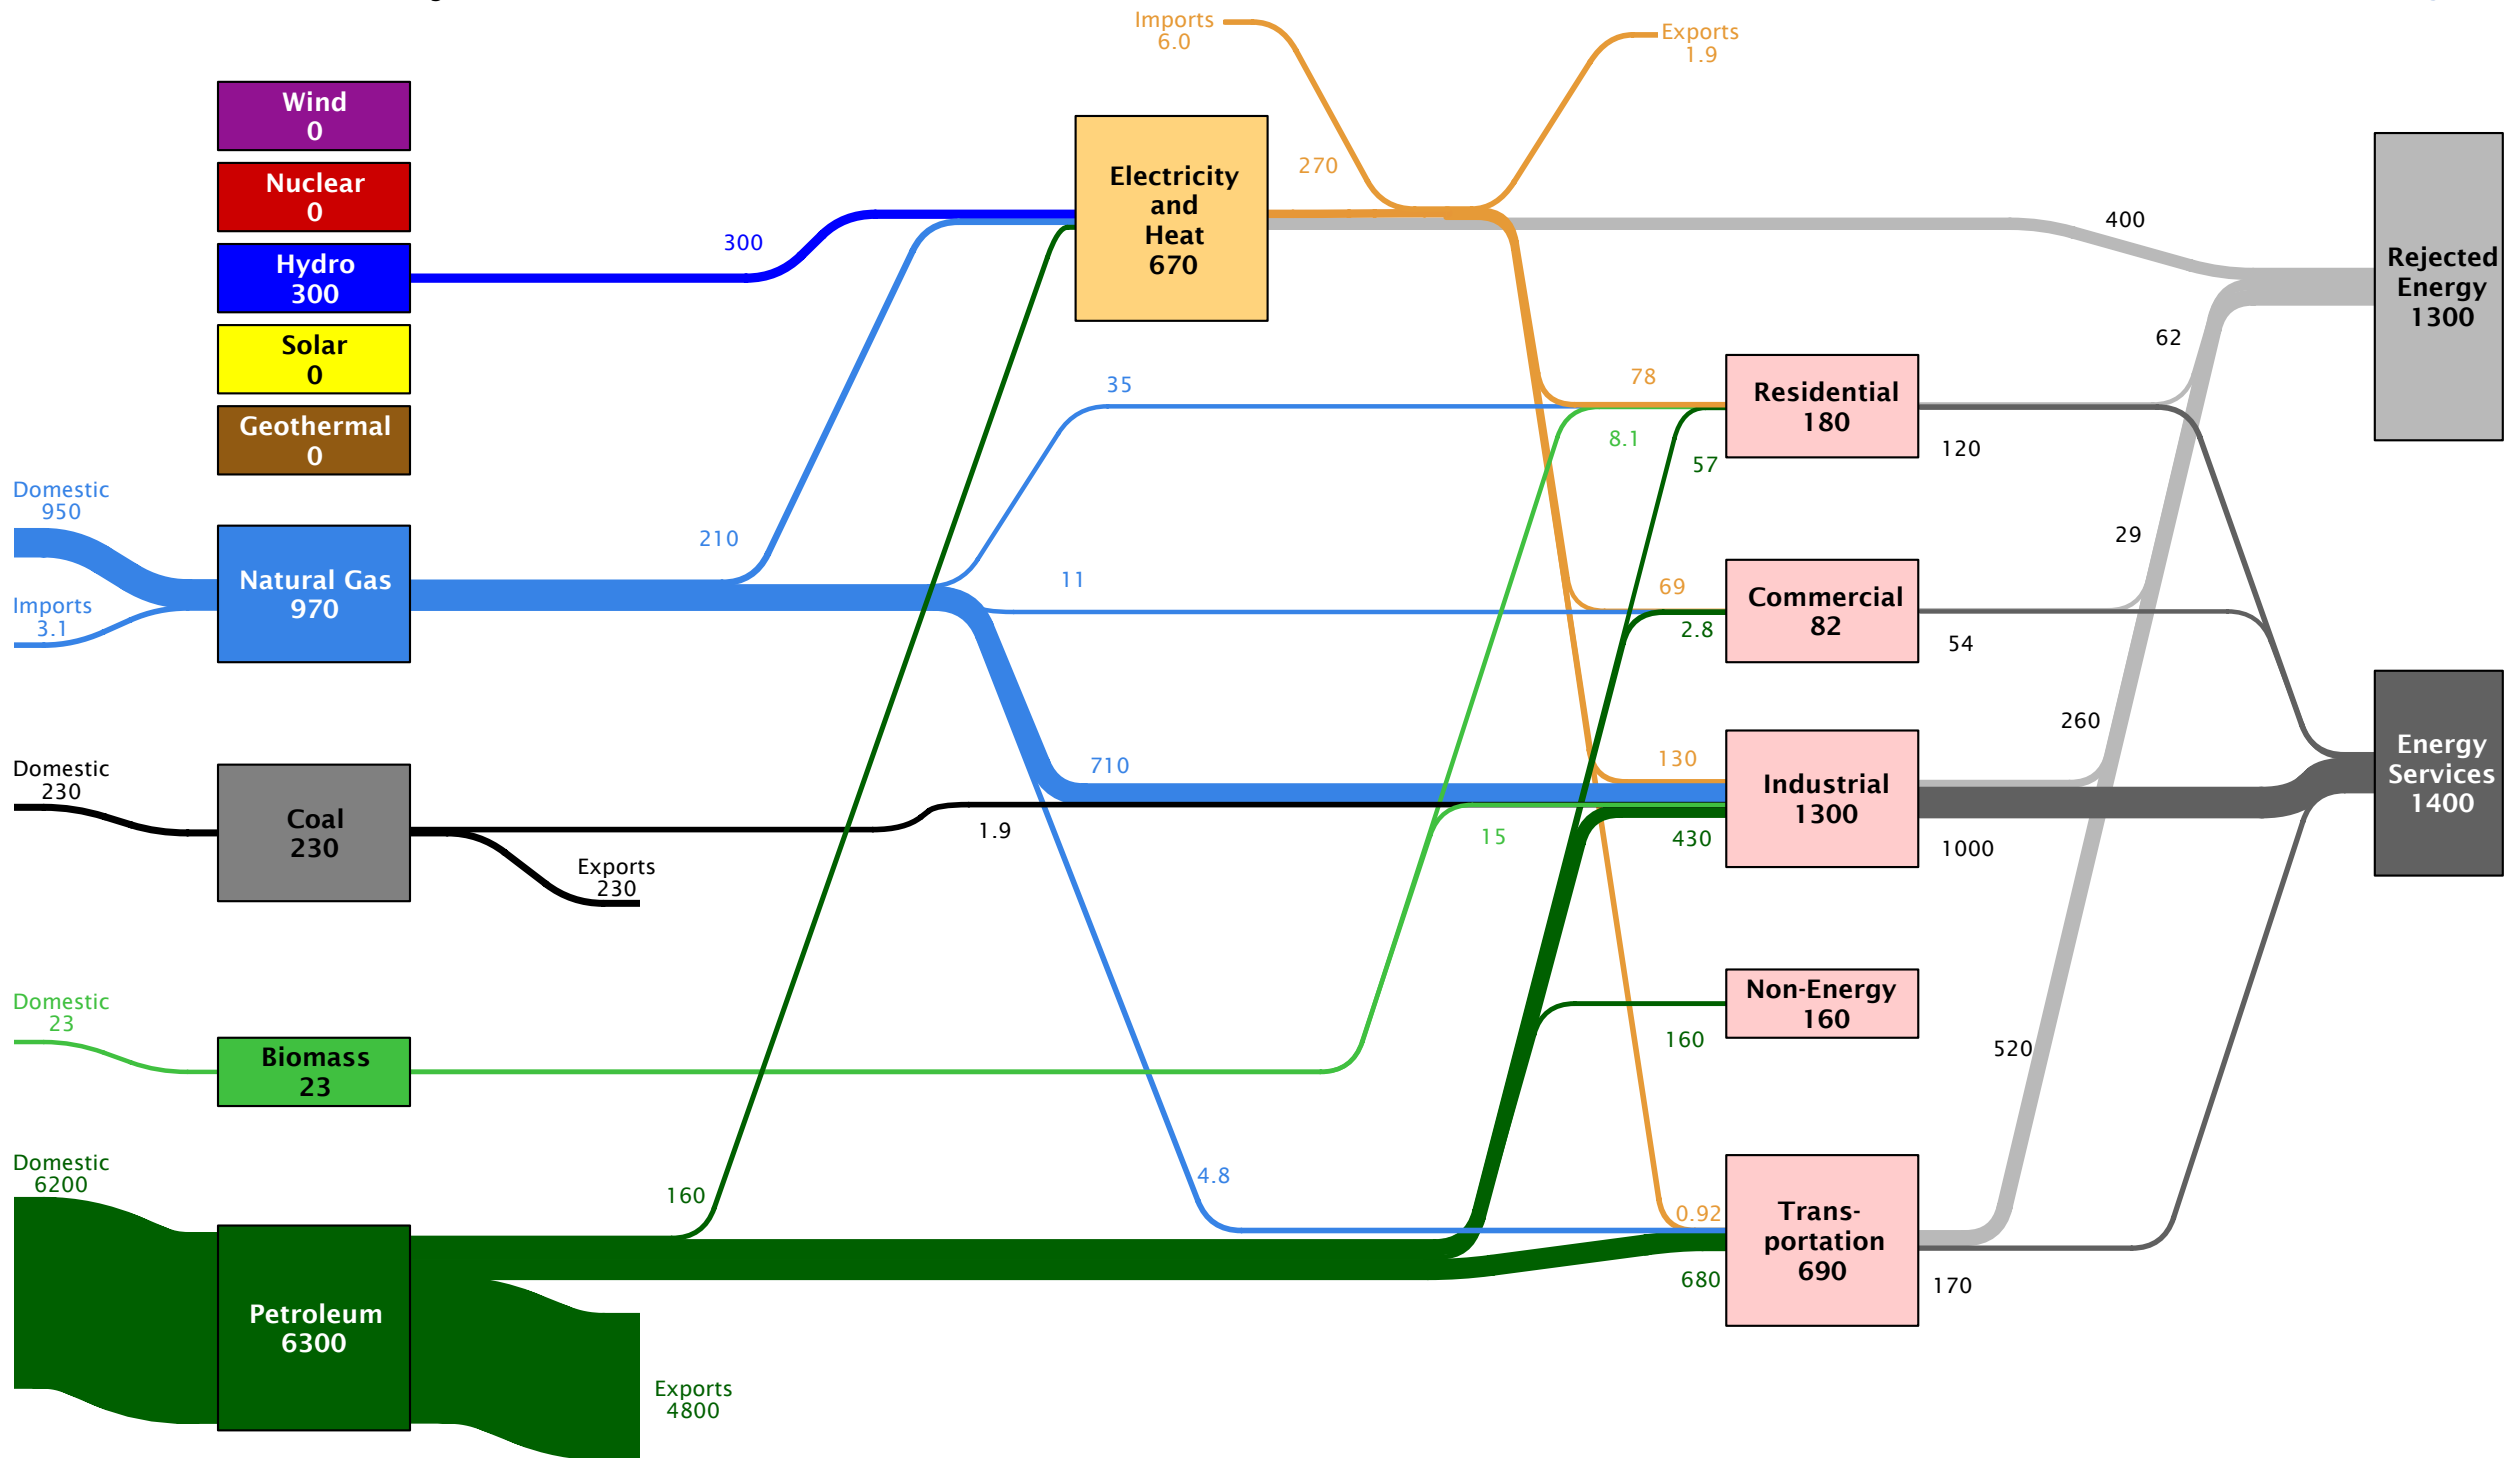 Imports
6.0
Exports
1.9
Wind
0
Nuclear
0
Hydro
300
Solar
0
Geothermal
0
300
Electricity
and
Heat
670
270
400
Rejected
Energy
1300
Domestic
950
Imports
3.1
Natural Gas
970
210
35
11
78
8.1
57
Residential
180
62
120
69
2.8
Commercial
82
29
54
Domestic
230
Coal
230
Exports
230
710
1.9
15
130
430
Industrial
1300
260
1000
Energy
Services
1400
Domestic
23
Biomass
23
160
Non-Energy
160
520
Domestic
6200
Petroleum
6300
Exports
4800
160
4.8
0.92
680
Trans-
portation
690
170